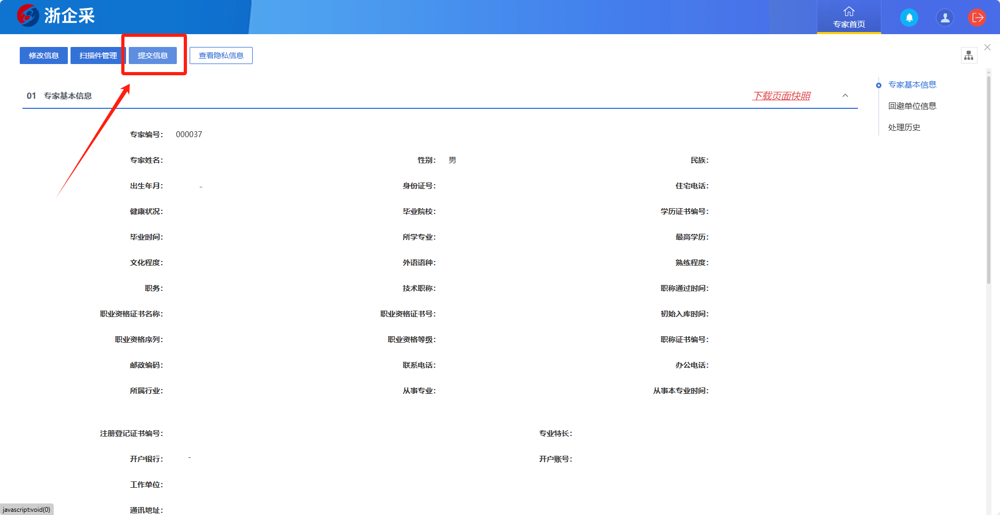 浙企采
专家首页
修改信息 扫描件管理 提交信息 查看隐私信息
01 专家基本信息 下载页面快照
专家基本信息
回避单位信息
处理历史
专家编号： 000037
专家姓名： 性别： 男 民族：
出生年月： 身份证号： 住宅电话：
健康状况： 毕业院校： 学历证书编号：
毕业时间： 所学专业： 最高学历：
文化程度： 外语语种： 熟练程度：
职务： 技术职称： 职称通过时间：
职业资格证书名称： 职业资格证书号： 初始入库时间：
职业资格序列： 职业资格等级： 职称证书编号：
邮政编码： 联系电话： 办公电话：
所属行业： 从事专业： 从事本专业时间：
注册登记证书编号： 专业特长：
开户银行： 开户账号：
工作单位：
通讯地址：
javascript:void(0)